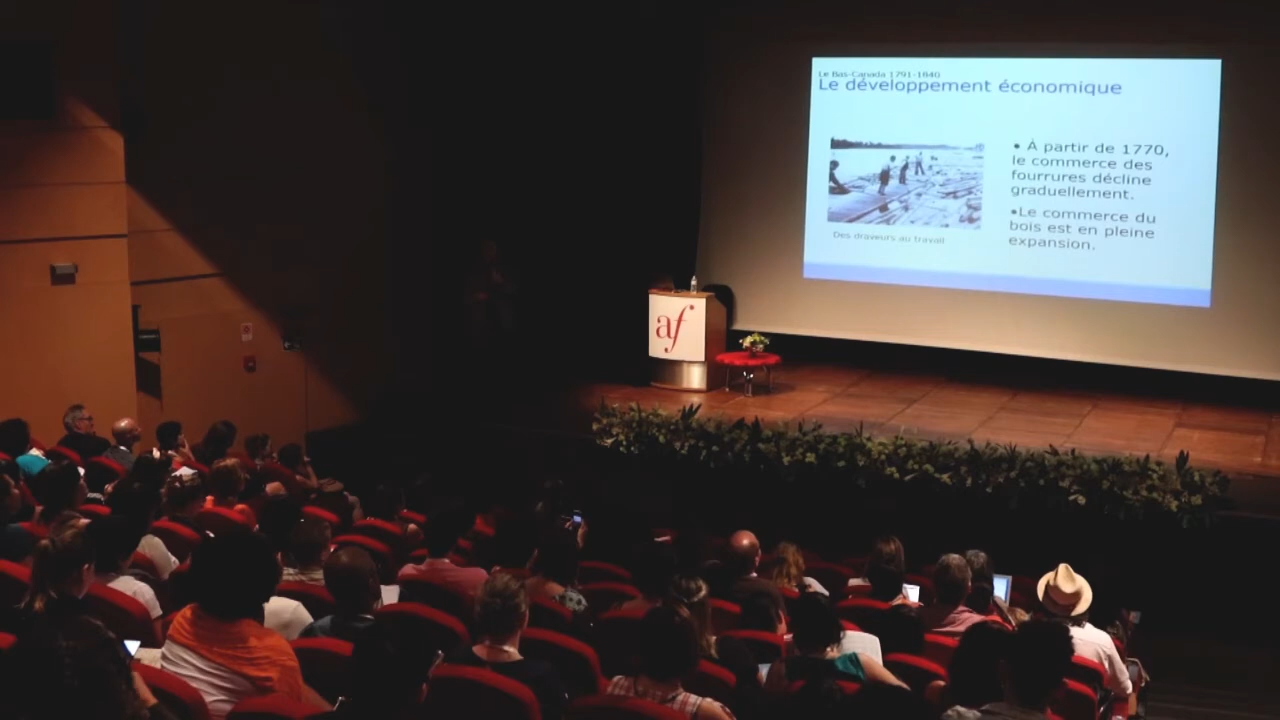 Le Bas-Canada 1791-1840
Le développement économique
• À partir de 1770,
le commerce des
fourrures décline
graduellement.
•Le commerce du
bois est en pleine
expansion.
Des draveurs au travail
af